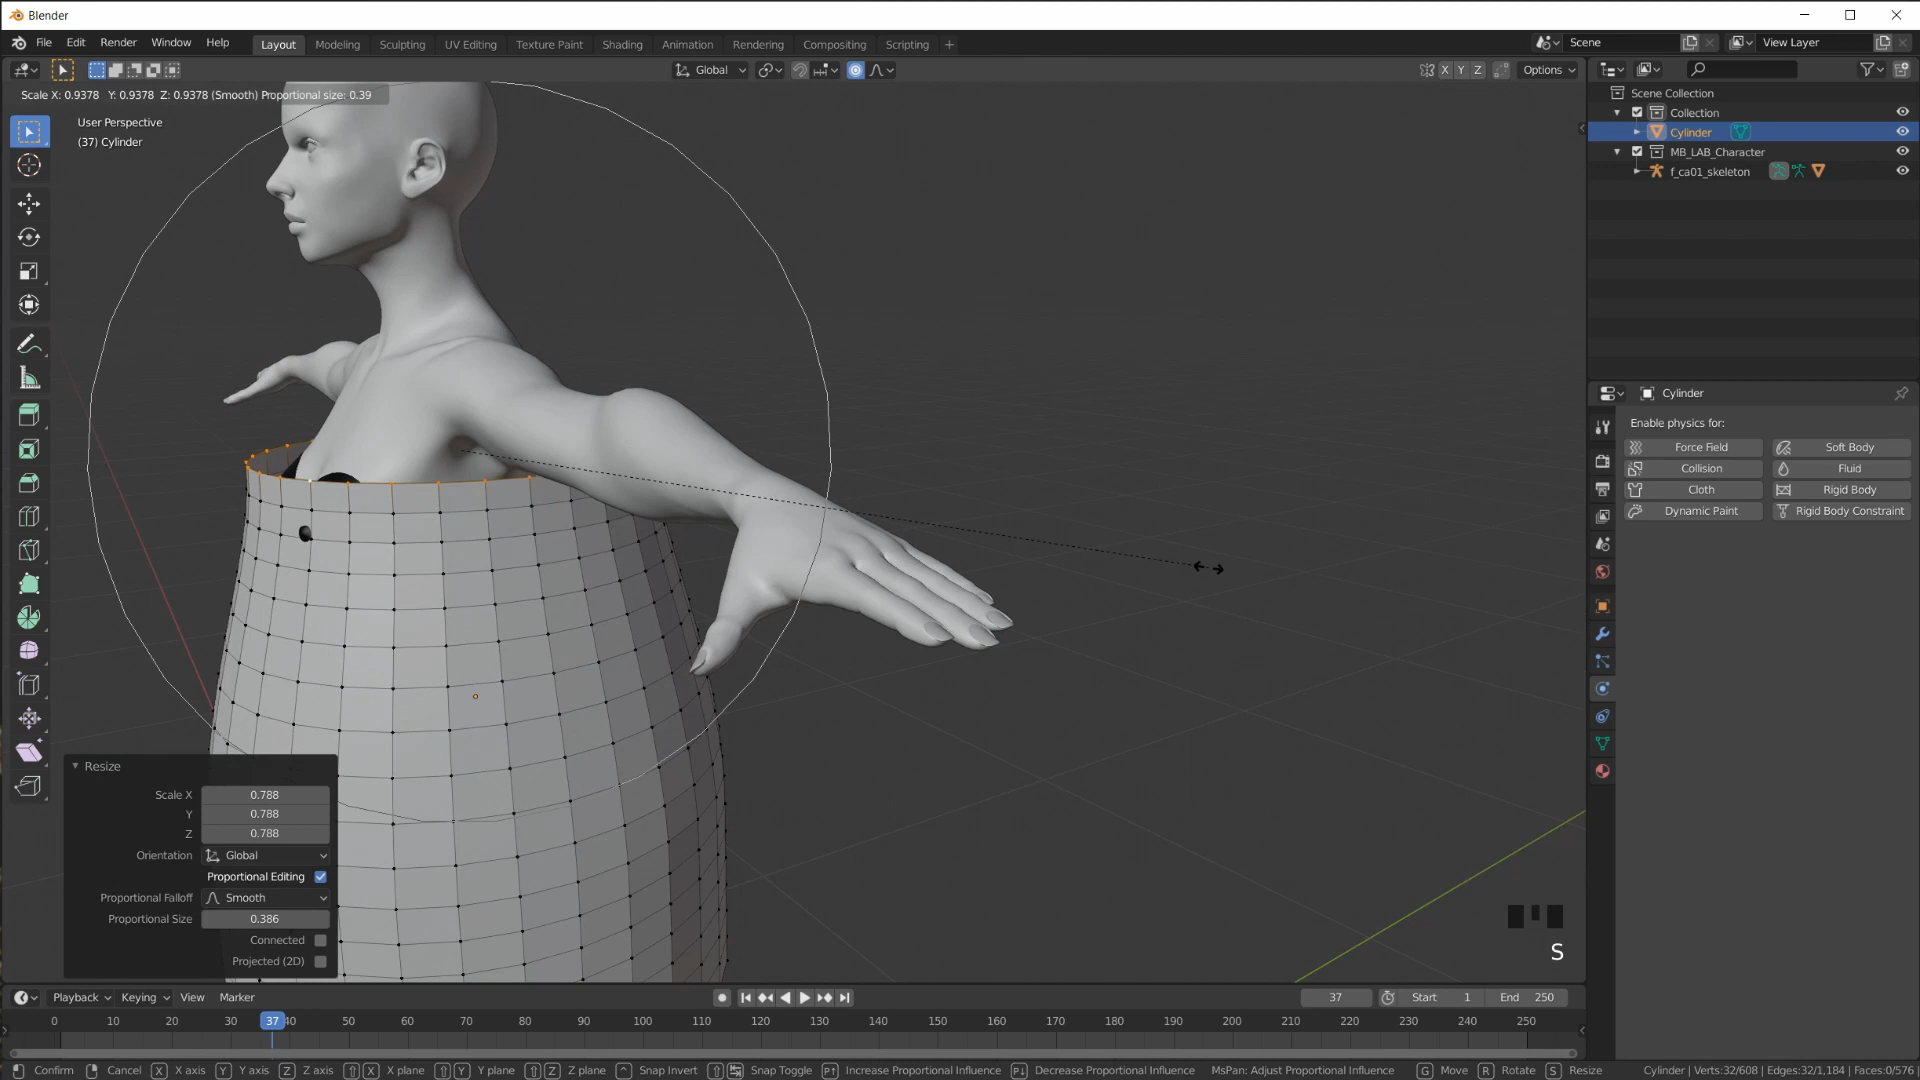 Blender
File Edit Render Window Help Layout Modeling Sculpting UV Editing Texture Paint Shading Animation Rendering Compositing Scripting + Scene View Layer
Global X Y Z Options
Scale X: 0.9378 Y: 0.9378 Z: 0.9378 (Smooth) Proportional size: 0.39
User Perspective
(37) Cylinder
Scene Collection
Collection
Cylinder
MB_LAB_Character
f_ca01_skeleton
Cylinder
Enable physics for:
Force Field Soft Body
Collision Fluid
Cloth Rigid Body
Dynamic Paint Rigid Body Constraint
Resize
Scale X 0.788
Y 0.788
Z 0.788
Orientation Global
Proportional Editing
Proportional Falloff Smooth
Proportional Size 0.386
Connected
Projected (2D)
S
Playback Keying View Marker 37 Start 1 End 250
0 10 20 30 37 40 50 60 70 80 90 100 110 120 130 140 150 160 170 180 190 200 210 220 230 240 250
Confirm Cancel X X axis Y Y axis Z Z axis X X plane Y Y plane Z Z plane Snap Invert Snap Toggle Increase Proportional Influence Decrease Proportional Influence MsPan: Adjust Proportional Influence G Move R Rotate S Resize Cylinder | Verts:32/608 | Edges:32/1,184 | Faces:0/576 |